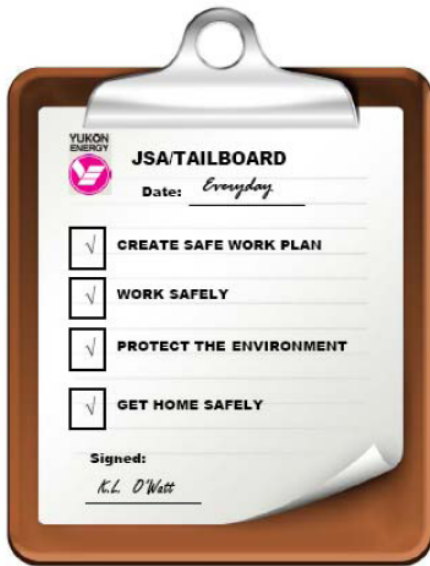 YUKON
ENERGY
JSA/TAILBOARD
Date: Everyday
√ CREATE SAFE WORK PLAN
√ WORK SAFELY
√ PROTECT THE ENVIRONMENT
√ GET HOME SAFELY
Signed:
K.L. O'Watt